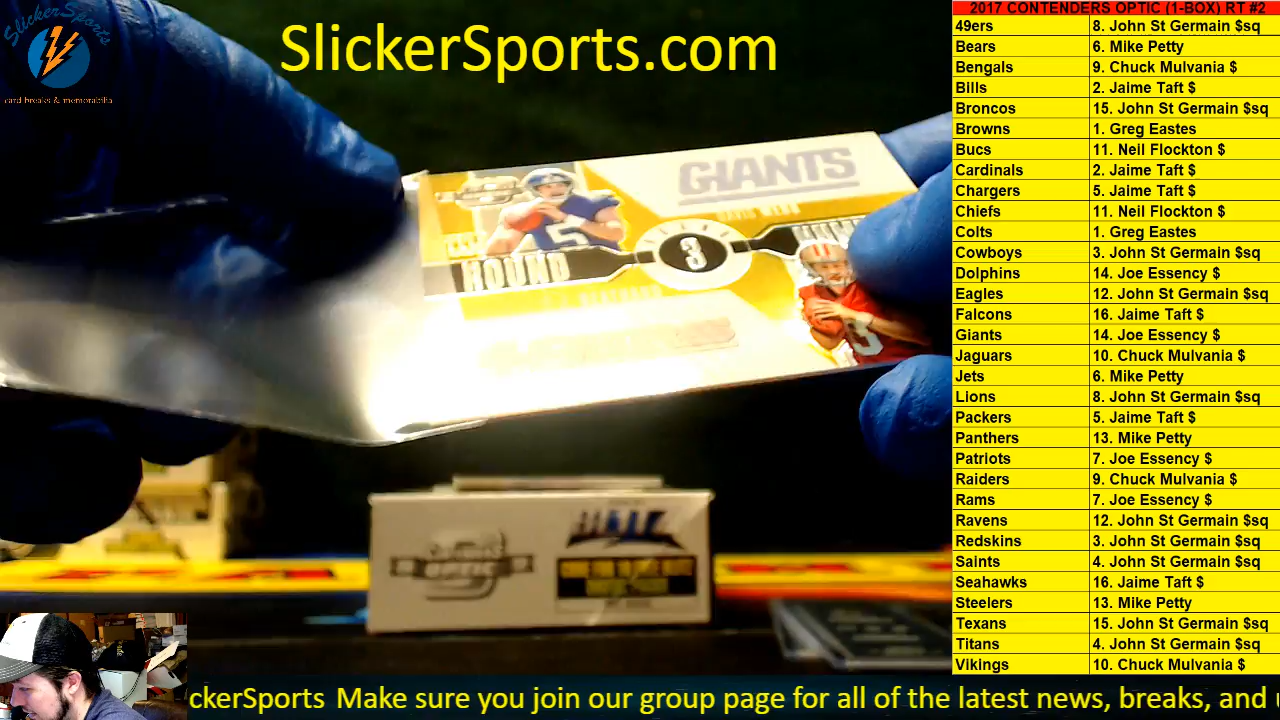 SlickerSports
card breaks & memorabilia
SlickerSports.com
GIANTS
DAVIS WEBB
ROUND
3
5
3
OPTIC
2017 CONTENDERS OPTIC (1-BOX) RT #2
49ers 8. John St Germain $sq
Bears 6. Mike Petty
Bengals 9. Chuck Mulvania $
Bills 2. Jaime Taft $
Broncos 15. John St Germain $sq
Browns 1. Greg Eastes
Bucs 11. Neil Flockton $
Cardinals 2. Jaime Taft $
Chargers 5. Jaime Taft $
Chiefs 11. Neil Flockton $
Colts 1. Greg Eastes
Cowboys 3. John St Germain $sq
Dolphins 14. Joe Essency $
Eagles 12. John St Germain $sq
Falcons 16. Jaime Taft $
Giants 14. Joe Essency $
Jaguars 10. Chuck Mulvania $
Jets 6. Mike Petty
Lions 8. John St Germain $sq
Packers 5. Jaime Taft $
Panthers 13. Mike Petty
Patriots 7. Joe Essency $
Raiders 9. Chuck Mulvania $
Rams 7. Joe Essency $
Ravens 12. John St Germain $sq
Redskins 3. John St Germain $sq
Saints 4. John St Germain $sq
Seahawks 16. Jaime Taft $
Steelers 13. Mike Petty
Texans 15. John St Germain $sq
Titans 4. John St Germain $sq
Vikings 10. Chuck Mulvania $
ckerSports Make sure you join our group page for all of the latest news, breaks, and